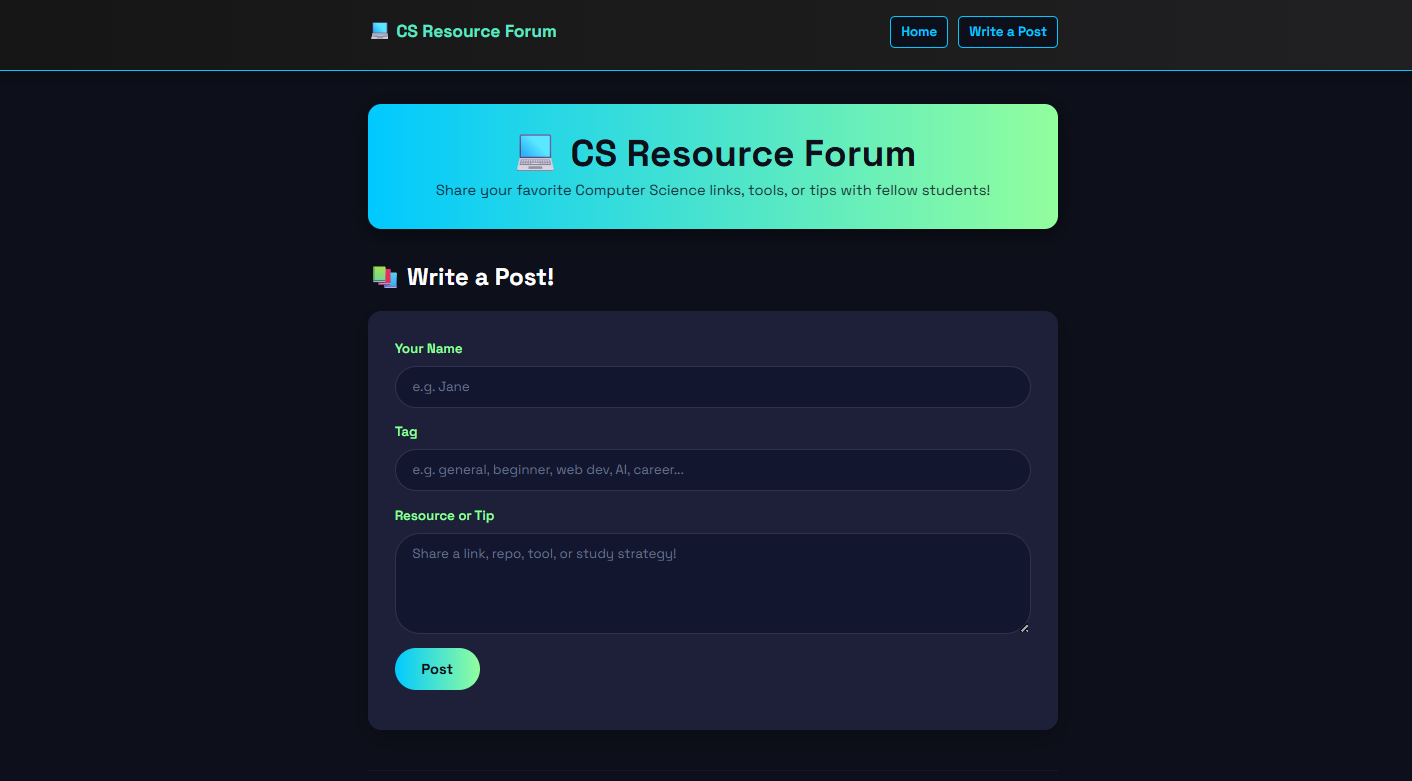 CS Resource Forum
Home
Write a Post
CS Resource Forum
Share your favorite Computer Science links, tools, or tips with fellow students!
Write a Post!
Your Name
e.g. Jane
Tag
e.g. general, beginner, web dev, AI, career...
Resource or Tip
Share a link, repo, tool, or study strategy!
Post